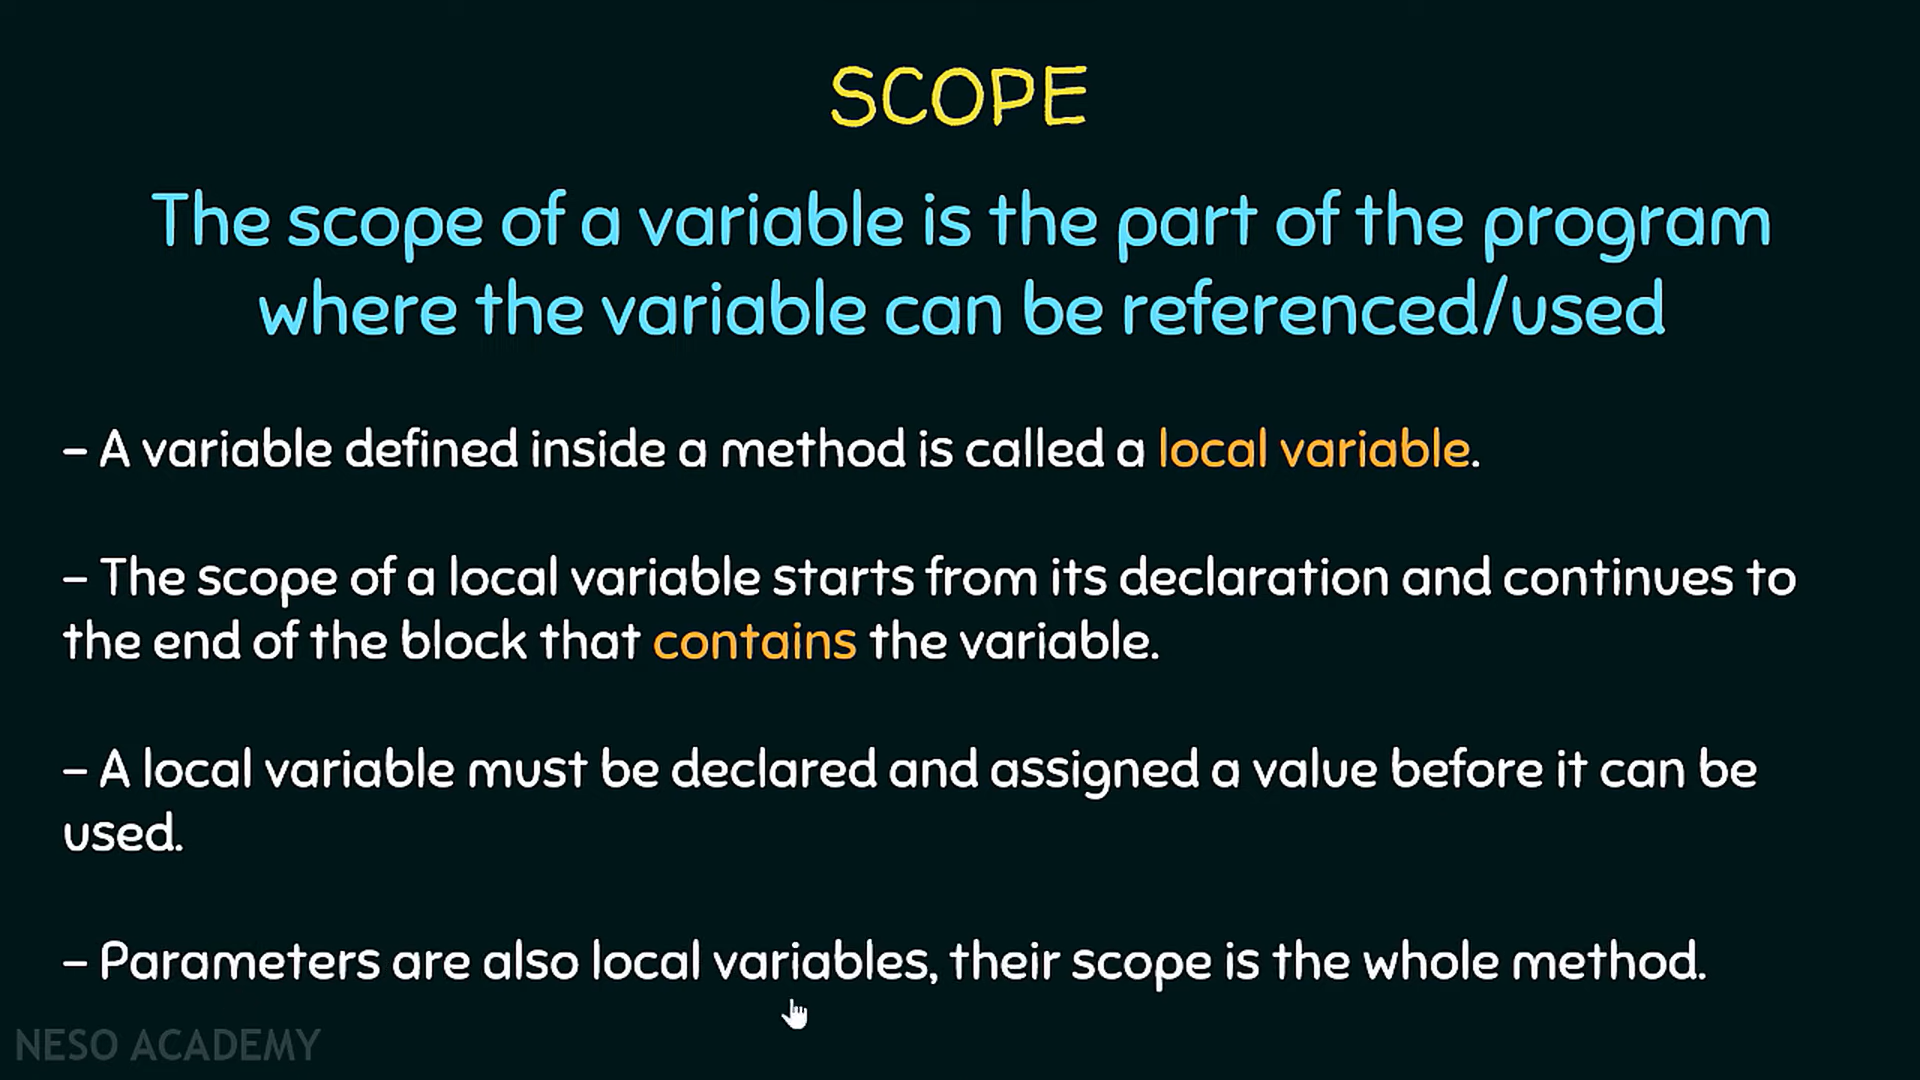 SCOPE
The scope of a variable is the part of the program
where the variable can be referenced/used
– A variable defined inside a method is called a local variable.
– The scope of a local variable starts from its declaration and continues to
the end of the block that contains the variable.
– A local variable must be declared and assigned a value before it can be
used.
– Parameters are also local variables, their scope is the whole method.
NESO ACADEMY